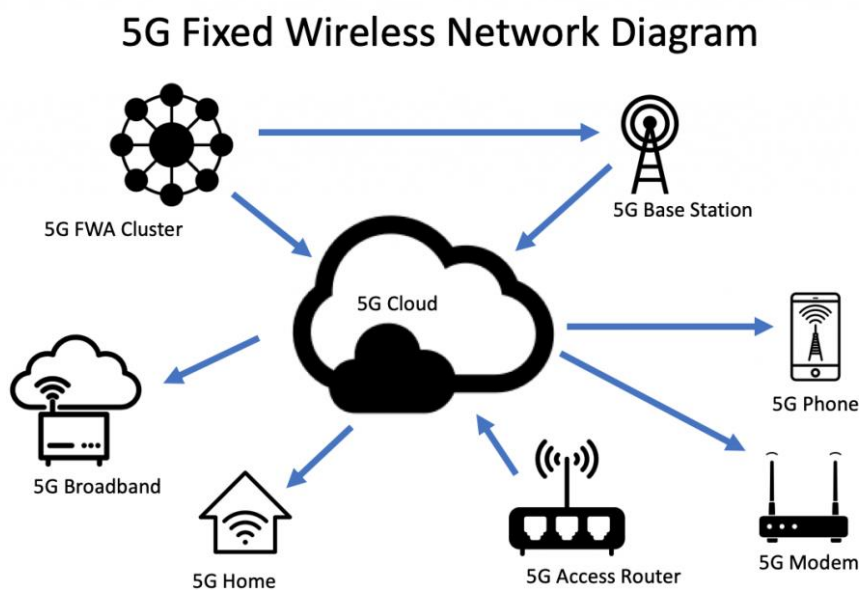 5G Fixed Wireless Network Diagram
5G FWA Cluster
5G Base Station
5G Cloud
5G Phone
5G Broadband
5G Modem
5G Home
5G Access Router